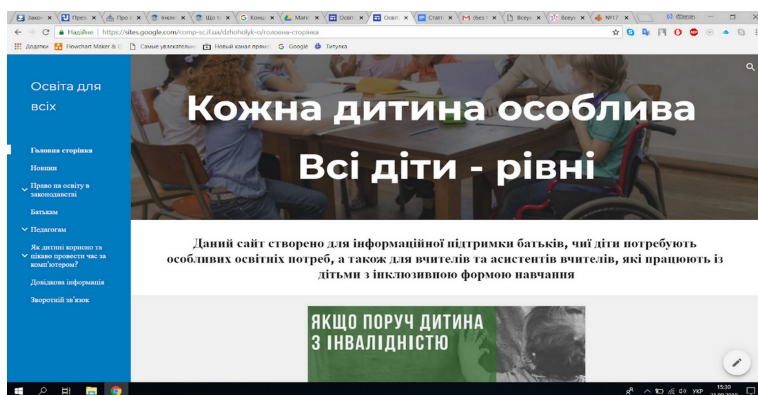 Надійне
https://sites.google.com/comp-sc.if.ua/dzhoholyk-o/головна-сторінка
Додатки
Flowchart Maker &
Самые увлекательн
Новый канал прямо
Google
Титулка
Освіта для
всіх
Головна сторінка
Новини
Право на освіту в
законодавстві
Батькам
Педагогам
Як дитині корисно та
цікаво провести час за
комп'ютером?
Довідкова інформація
Зворотній зв'язок
Кожна дитина особлива
Всі діти - рівні
Даний сайт створено для інформаційної підтримки батьків, чиї діти потребують
особливих освітніх потреб, а також для вчителів та асистентів вчителів, які працюють із
дітьми з інклюзивною формою навчання
ЯКЩО ПОРУЧ ДИТИНА
З ІНВАЛІДНІСТЮ
УКР
15:30